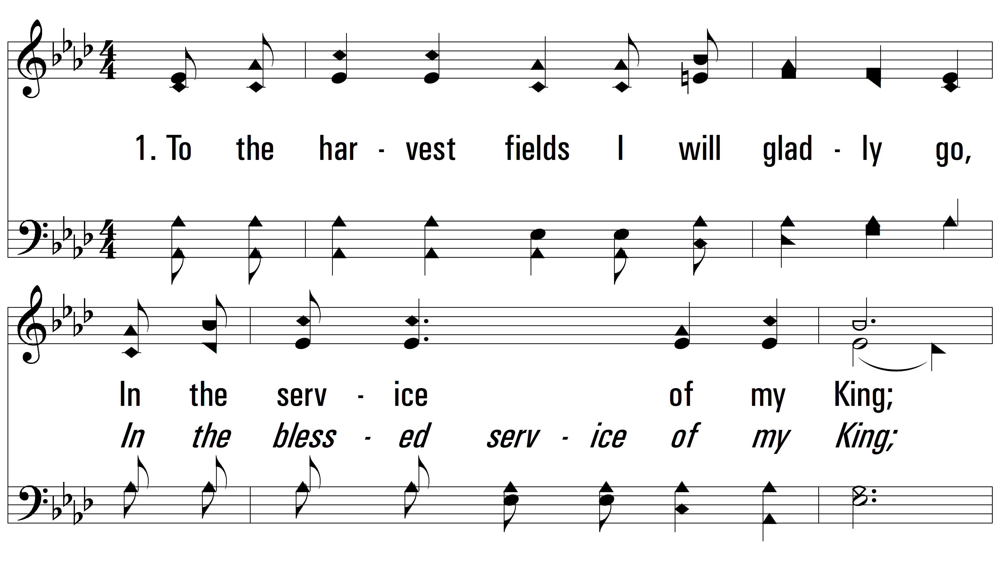 1. To the har - vest fields I will glad - ly go,
In the serv - ice of my King;
In the bless - ed serv - ice of my King;